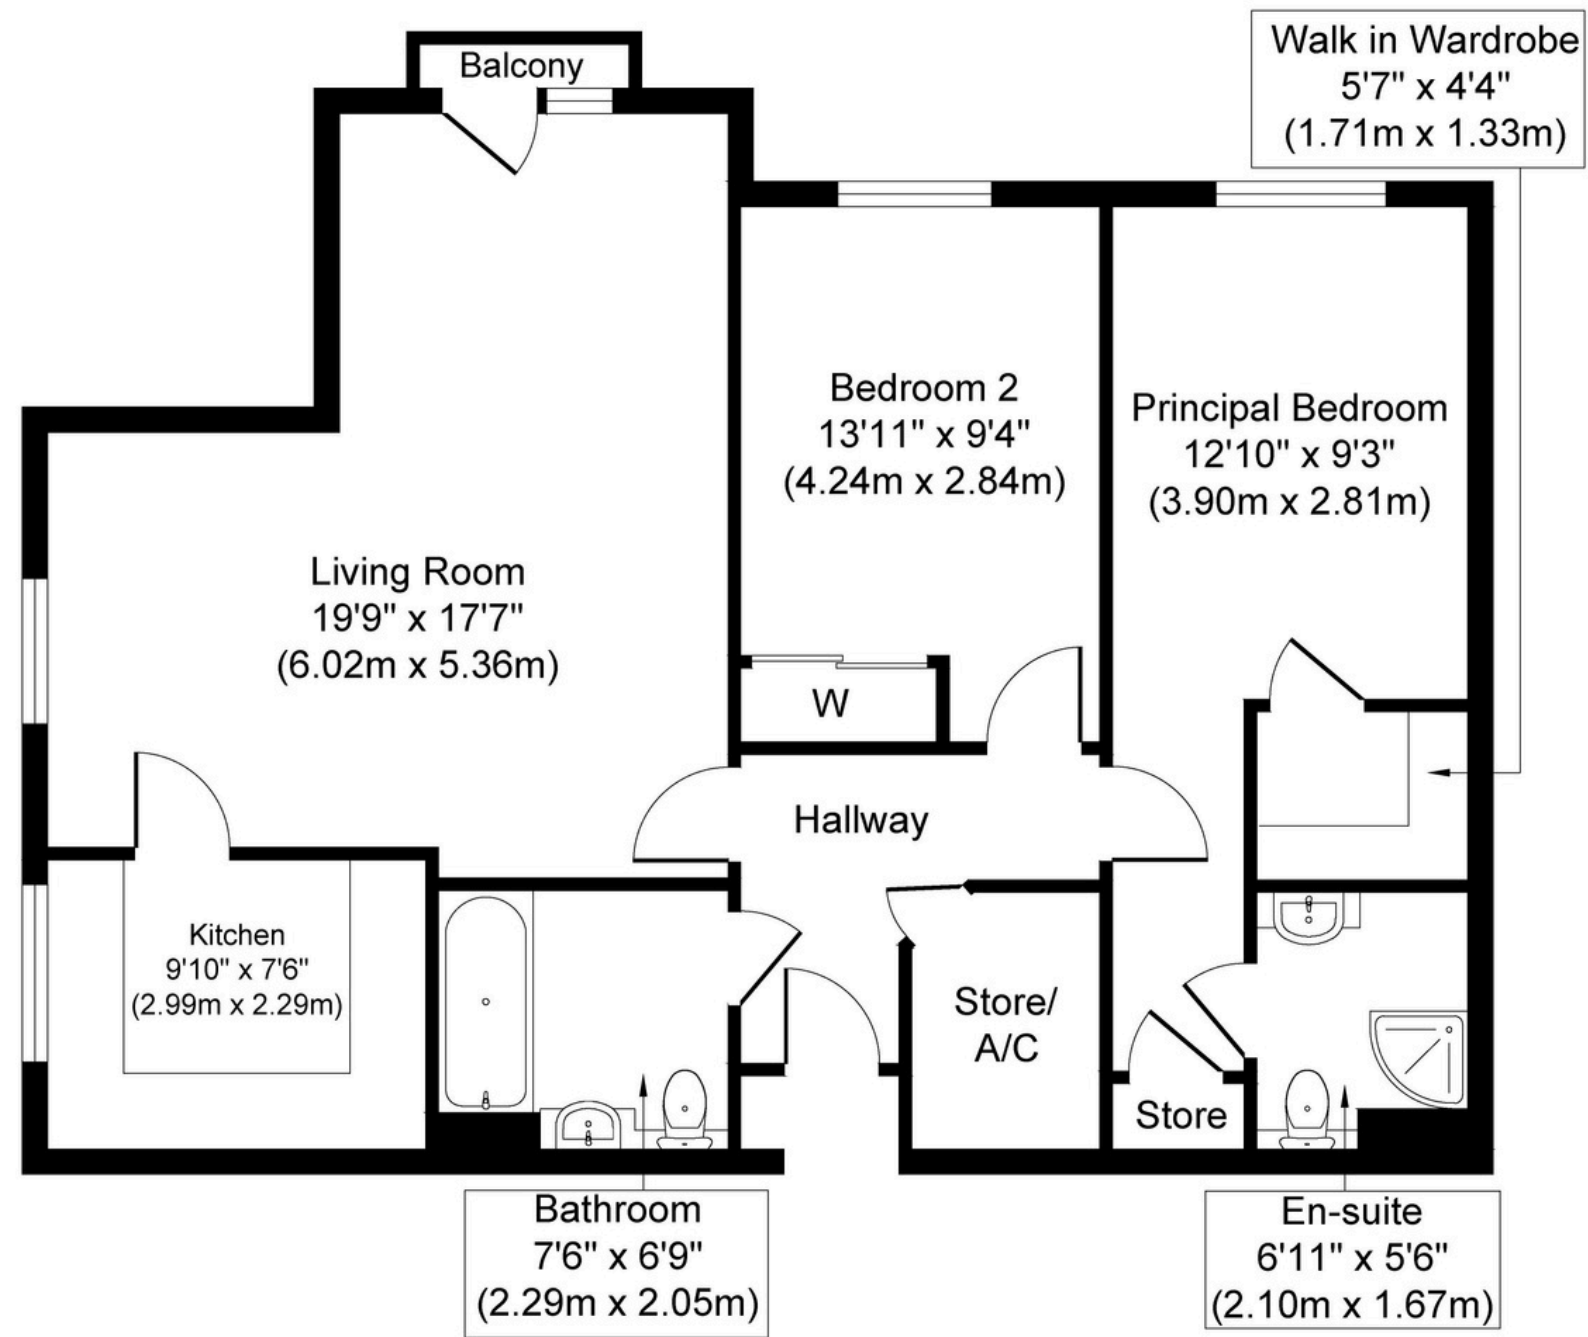 Walk in Wardrobe
5'7" x 4'4"
(1.71m x 1.33m)
Balcony
Bedroom 2
13'11" x 9'4"
(4.24m x 2.84m)
Principal Bedroom
12'10" x 9'3"
(3.90m x 2.81m)
Living Room
19'9" x 17'7"
(6.02m x 5.36m)
W
Hallway
Kitchen
9'10" x 7'6"
(2.99m x 2.29m)
Store/
A/C
Store
Bathroom
7'6" x 6'9"
(2.29m x 2.05m)
En-suite
6'11" x 5'6"
(2.10m x 1.67m)